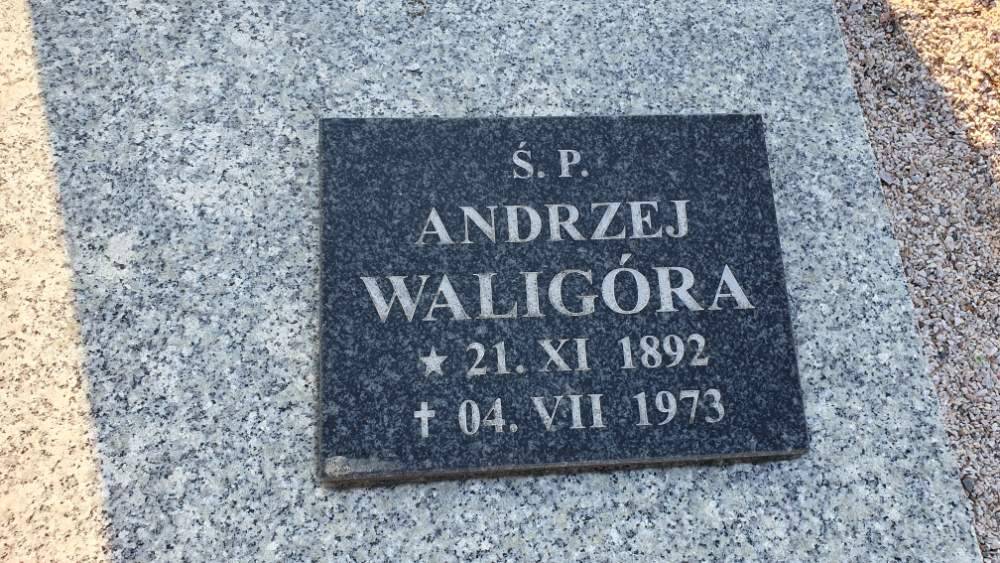 Ś. P.
ANDRZEJ
WALIGÓRA
★ 21. XI 1892
✝ 04. VII 1973